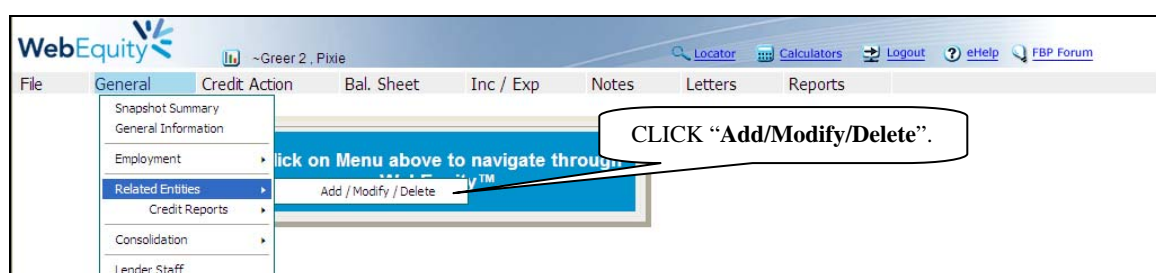 WebEquity
~Greer 2 , Pixie
Locator Calculators Logout eHelp FBP Forum
File General Credit Action Bal. Sheet Inc / Exp Notes Letters Reports
Snapshot Summary
General Information
Employment
Related Entities
Credit Reports
Consolidation
Lender Staff
lick on Menu above to navigate through
Add / Modify / Delete
CLICK “Add/Modify/Delete”.